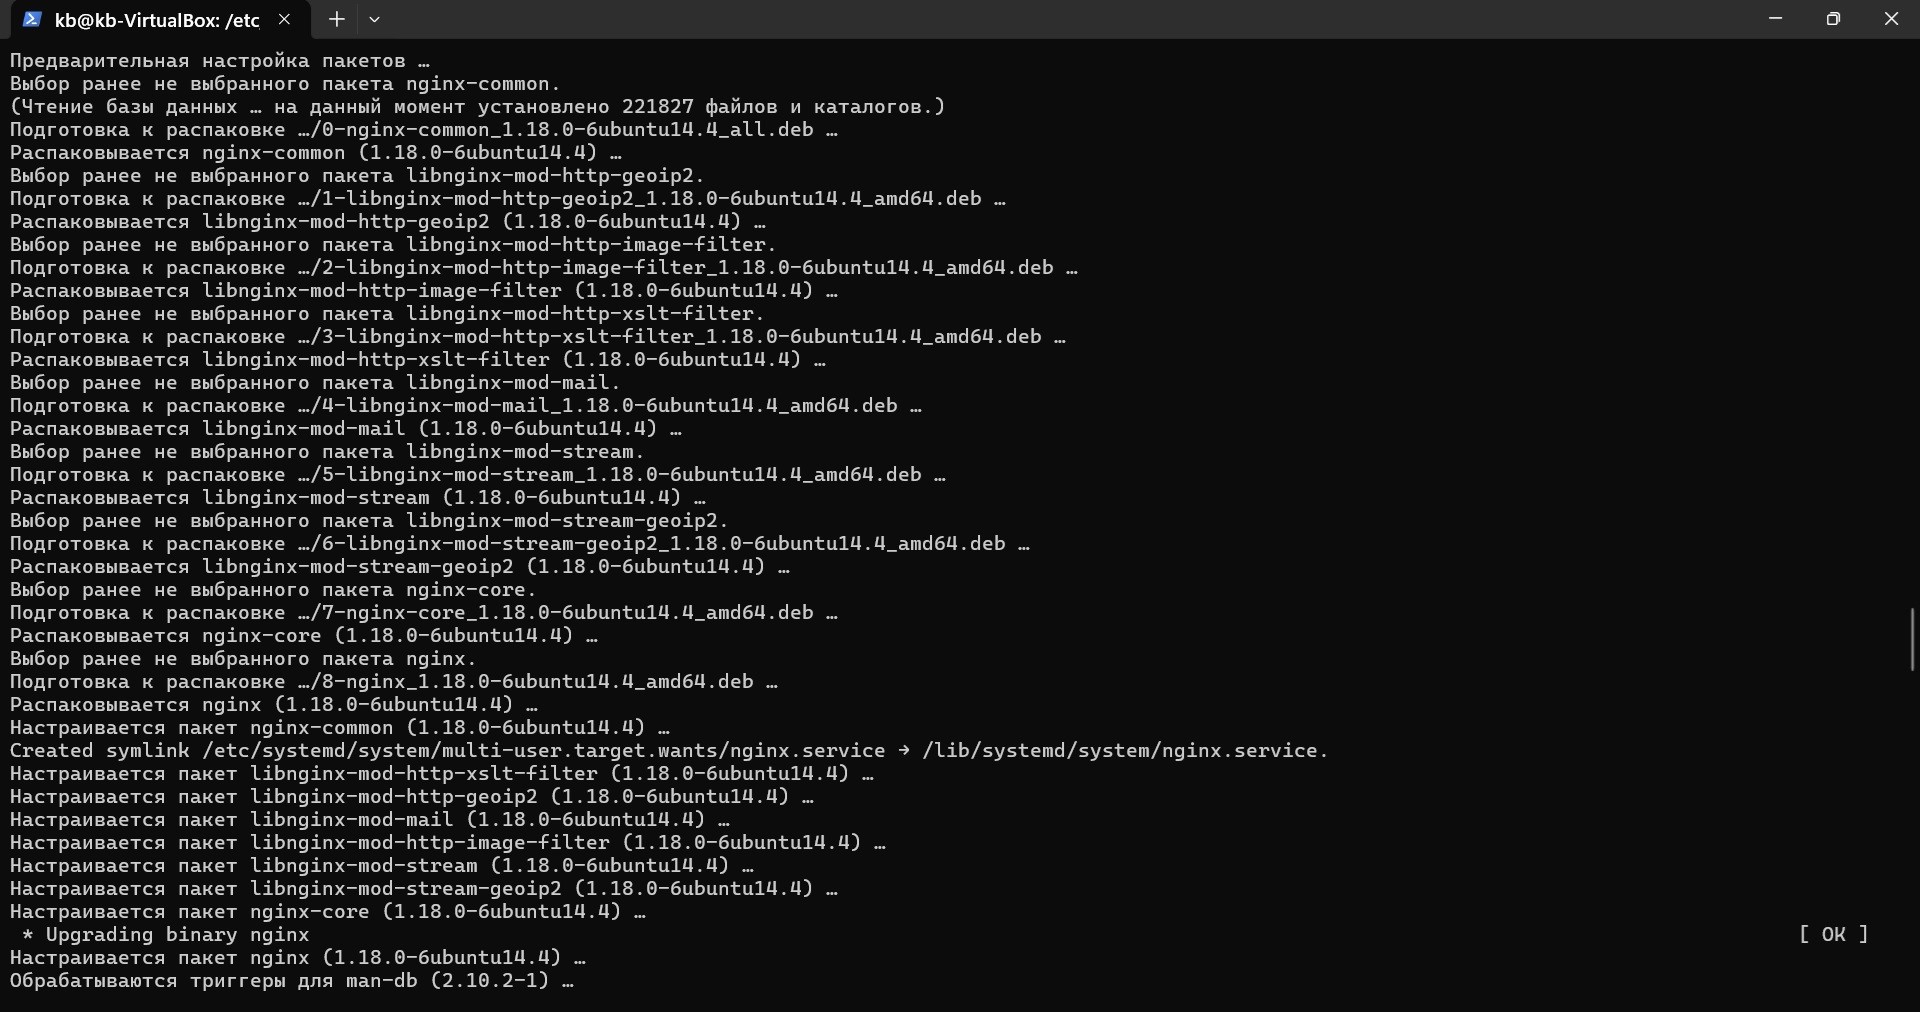 kb@kb-VirtualBox: /etc
Предварительная настройка пакетов …
Выбор ранее не выбранного пакета nginx-common.
(Чтение базы данных … на данный момент установлено 221827 файлов и каталогов.)
Подготовка к распаковке …/0-nginx-common_1.18.0-6ubuntu14.4_all.deb …
Распаковывается nginx-common (1.18.0-6ubuntu14.4) …
Выбор ранее не выбранного пакета libnginx-mod-http-geoip2.
Подготовка к распаковке …/1-libnginx-mod-http-geoip2_1.18.0-6ubuntu14.4_amd64.deb …
Распаковывается libnginx-mod-http-geoip2 (1.18.0-6ubuntu14.4) …
Выбор ранее не выбранного пакета libnginx-mod-http-image-filter.
Подготовка к распаковке …/2-libnginx-mod-http-image-filter_1.18.0-6ubuntu14.4_amd64.deb …
Распаковывается libnginx-mod-http-image-filter (1.18.0-6ubuntu14.4) …
Выбор ранее не выбранного пакета libnginx-mod-http-xslt-filter.
Подготовка к распаковке …/3-libnginx-mod-http-xslt-filter_1.18.0-6ubuntu14.4_amd64.deb …
Распаковывается libnginx-mod-http-xslt-filter (1.18.0-6ubuntu14.4) …
Выбор ранее не выбранного пакета libnginx-mod-mail.
Подготовка к распаковке …/4-libnginx-mod-mail_1.18.0-6ubuntu14.4_amd64.deb …
Распаковывается libnginx-mod-mail (1.18.0-6ubuntu14.4) …
Выбор ранее не выбранного пакета libnginx-mod-stream.
Подготовка к распаковке …/5-libnginx-mod-stream_1.18.0-6ubuntu14.4_amd64.deb …
Распаковывается libnginx-mod-stream (1.18.0-6ubuntu14.4) …
Выбор ранее не выбранного пакета libnginx-mod-stream-geoip2.
Подготовка к распаковке …/6-libnginx-mod-stream-geoip2_1.18.0-6ubuntu14.4_amd64.deb …
Распаковывается libnginx-mod-stream-geoip2 (1.18.0-6ubuntu14.4) …
Выбор ранее не выбранного пакета nginx-core.
Подготовка к распаковке …/7-nginx-core_1.18.0-6ubuntu14.4_amd64.deb …
Распаковывается nginx-core (1.18.0-6ubuntu14.4) …
Выбор ранее не выбранного пакета nginx.
Подготовка к распаковке …/8-nginx_1.18.0-6ubuntu14.4_amd64.deb …
Распаковывается nginx (1.18.0-6ubuntu14.4) …
Настраивается пакет nginx-common (1.18.0-6ubuntu14.4) …
Created symlink /etc/systemd/system/multi-user.target.wants/nginx.service → /lib/systemd/system/nginx.service.
Настраивается пакет libnginx-mod-http-xslt-filter (1.18.0-6ubuntu14.4) …
Настраивается пакет libnginx-mod-http-geoip2 (1.18.0-6ubuntu14.4) …
Настраивается пакет libnginx-mod-mail (1.18.0-6ubuntu14.4) …
Настраивается пакет libnginx-mod-http-image-filter (1.18.0-6ubuntu14.4) …
Настраивается пакет libnginx-mod-stream (1.18.0-6ubuntu14.4) …
Настраивается пакет libnginx-mod-stream-geoip2 (1.18.0-6ubuntu14.4) …
Настраивается пакет nginx-core (1.18.0-6ubuntu14.4) …
* Upgrading binary nginx [ OK ]
Настраивается пакет nginx (1.18.0-6ubuntu14.4) …
Обрабатываются триггеры для man-db (2.10.2-1) …